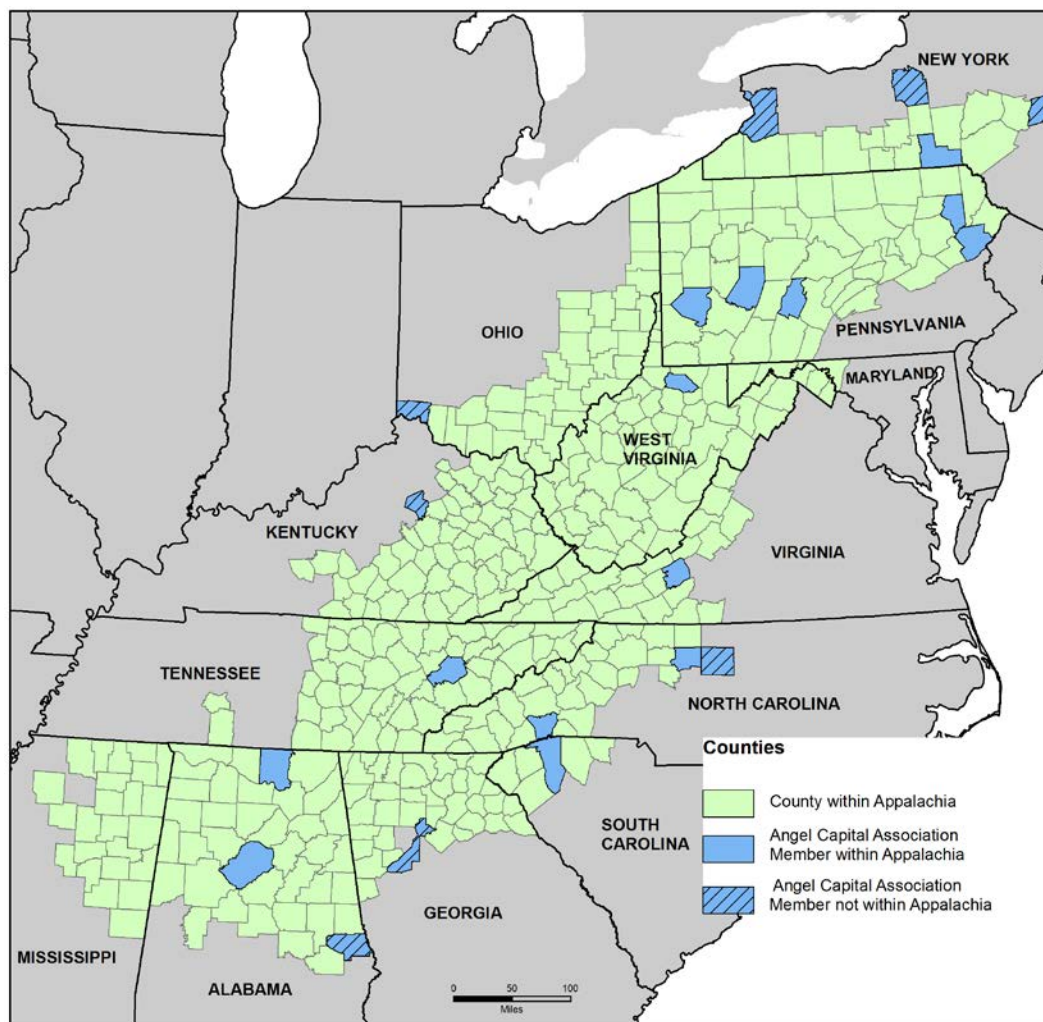 NEW YORK
PENNSYLVANIA
OHIO
MARYLAND
WEST
VIRGINIA
KENTUCKY
VIRGINIA
TENNESSEE
NORTH CAROLINA
SOUTH
CAROLINA
GEORGIA
MISSISSIPPI
ALABAMA
Counties
County within Appalachia
Angel Capital Association
Member within Appalachia
Angel Capital Association
Member not within Appalachia
0 50 100
Miles